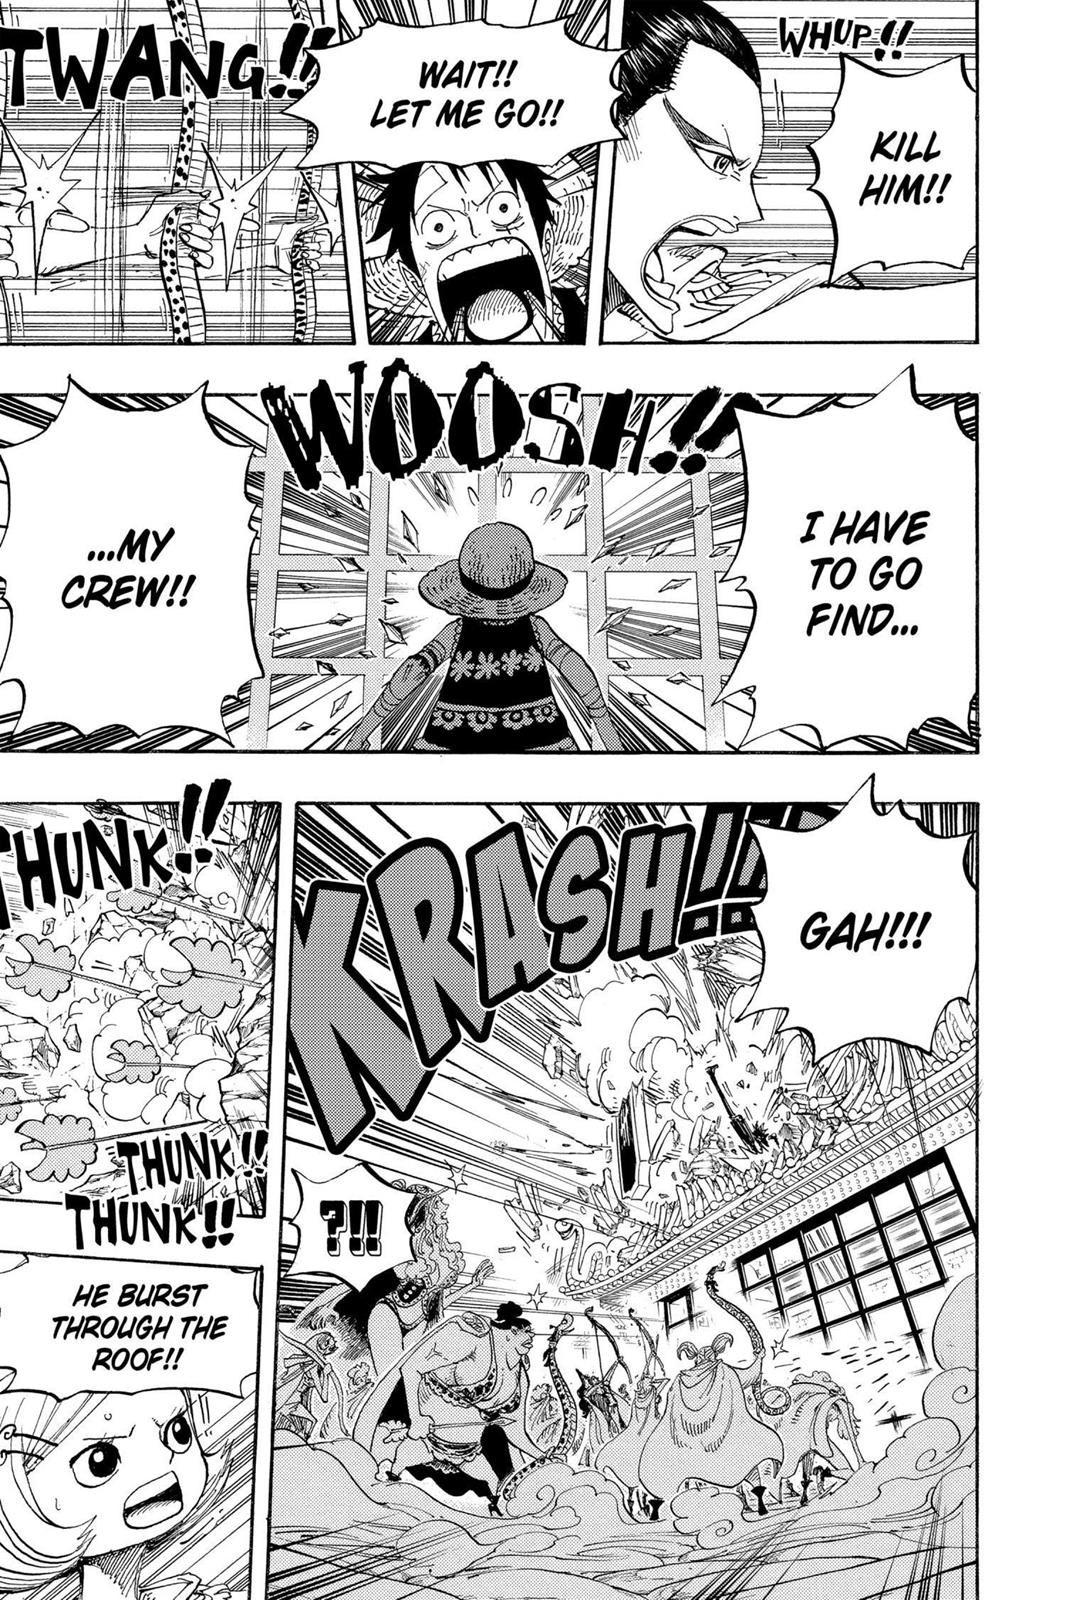 WHUP!!
KILL
HIM!!
WAIT!!
LET ME GO!!
TWANG!!
WOOSH!!
I HAVE
TO GO
FIND...
...MY
CREW!!
KRASH!!!
GAH!!!
?!!!
THUNK!!
THUNK!!
THUNK!!
HE BURST
THROUGH THE
ROOF!!